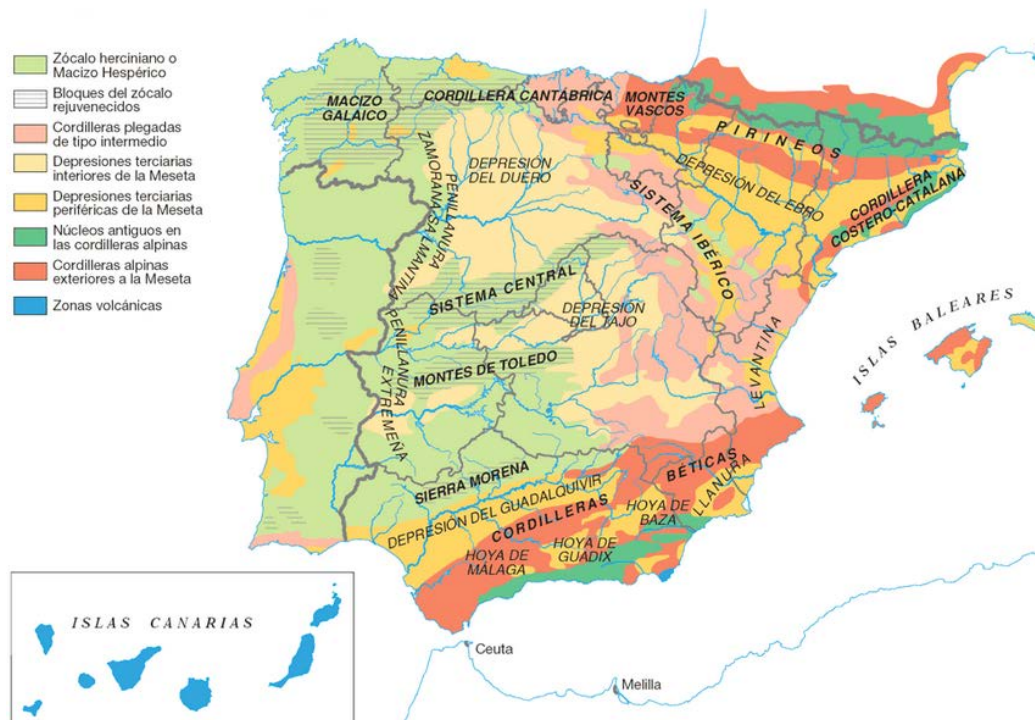 Zócalo herciniano o
Macizo Hespérico
Bloques del zócalo
rejuvenecidos
Cordilleras plegadas
de tipo intermedio
Depresiones terciarias
interiores de la Meseta
Depresiones terciarias
periféricas de la Meseta
Núcleos antiguos en
las cordilleras alpinas
Cordilleras alpinas
exteriores a la Meseta
Zonas volcánicas
MACIZO
GALAICO
CORDILLERA CANTÁBRICA
MONTES
VASCOS
PIRINEOS
PENILLANURA
ZAMORANA SALMANTINA
DEPRESIÓN
DEL DUERO
DEPRESIÓN DEL EBRO
CORDILLERA
COSTERO-CATALANA
SISTEMA IBÉRICO
SISTEMA CENTRAL
DEPRESIÓN
DEL TAJO
PENILLANURA
EXTREMEÑA
MONTES DE TOLEDO
LLANURA LEVANTINA
ISLAS BALEARES
SIERRA MORENA
DEPRESIÓN DEL GUADALQUIVIR
CORDILLERAS BÉTICAS
HOYA DE
BAZA
HOYA DE
GUADIX
HOYA DE
MÁLAGA
ISLAS CANARIAS
Ceuta
Melilla